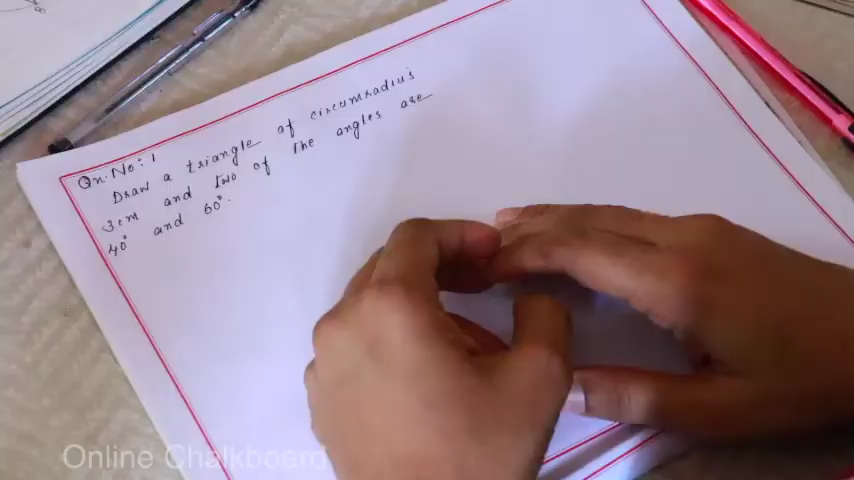 Qn.No: 1
Draw a triangle of circumradius
3cm and two of the angles are
40° and 60°.
Online Chalkboard